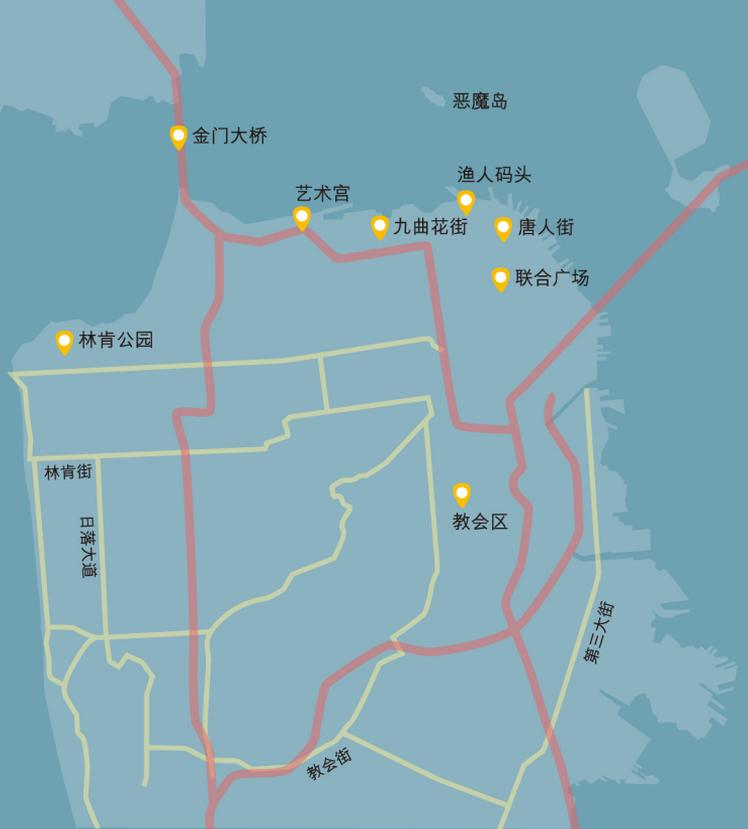 恶魔岛
金门大桥
渔人码头
艺术宫
九曲花街
唐人街
联合广场
林肯公园
林肯街
日落大道
教会区
第三大街
教会街